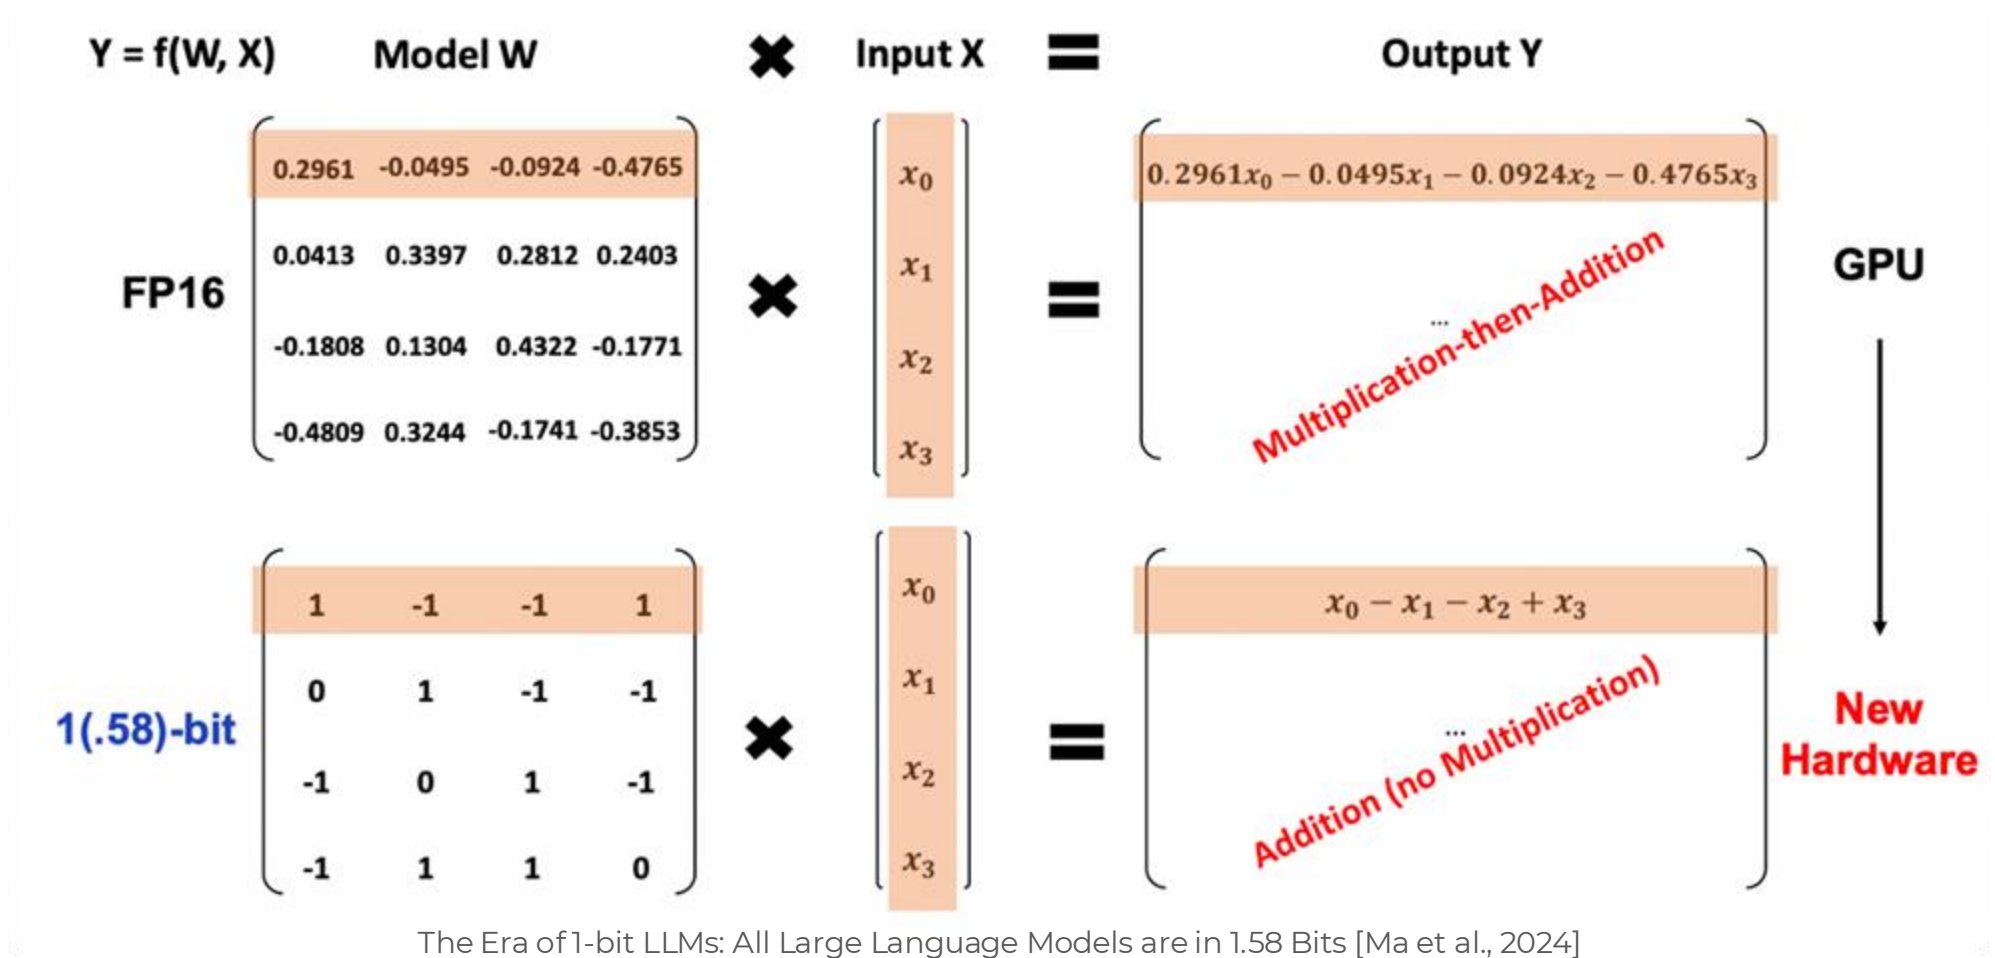 Y = f(W, X) Model W ✖ Input X = Output Y
FP16
0.2961 -0.0495 -0.0924 -0.4765
0.0413 0.3397 0.2812 0.2403
-0.1808 0.1304 0.4322 -0.1771
-0.4809 0.3244 -0.1741 -0.3853
✖
x₀
x₁
x₂
x₃
=
0.2961x₀ − 0.0495x₁ − 0.0924x₂ − 0.4765x₃
...
Multiplication-then-Addition
GPU
1(.58)-bit
1 -1 -1 1
0 1 -1 -1
-1 0 1 -1
-1 1 1 0
✖
x₀
x₁
x₂
x₃
=
x₀ − x₁ − x₂ + x₃
...
Addition (no Multiplication)
New
Hardware
The Era of 1-bit LLMs: All Large Language Models are in 1.58 Bits [Ma et al., 2024]